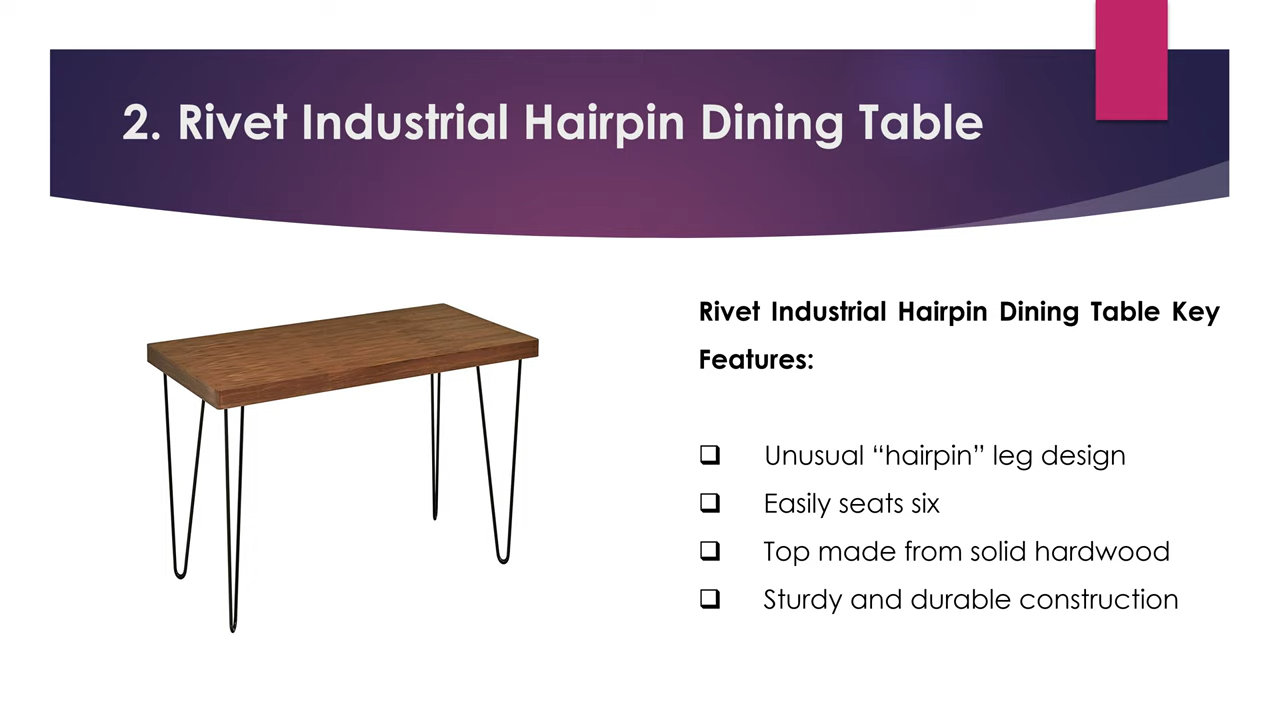 2. Rivet Industrial Hairpin Dining Table
Rivet Industrial Hairpin Dining Table Key
Features:
❑ Unusual “hairpin” leg design
❑ Easily seats six
❑ Top made from solid hardwood
❑ Sturdy and durable construction